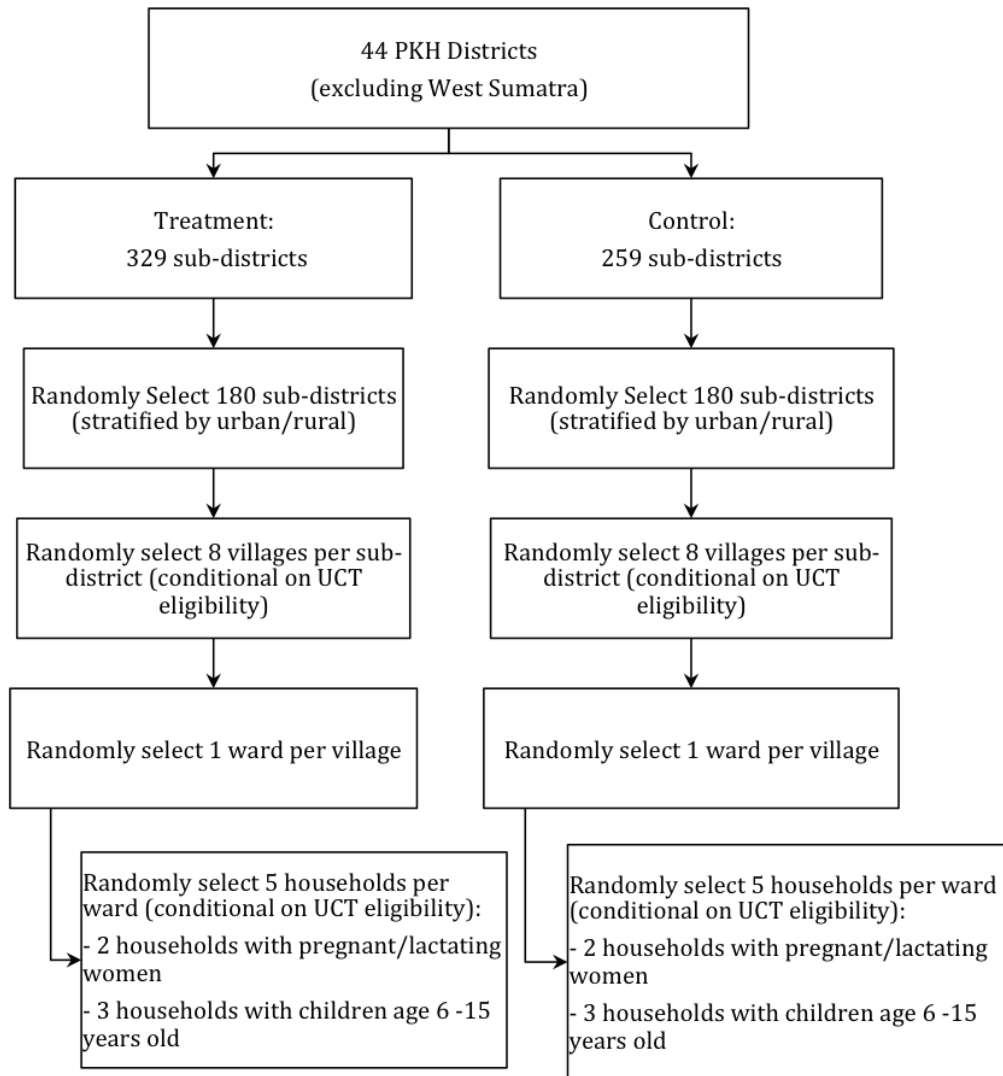 44 PKH Districts
(excluding West Sumatra)
Treatment:
329 sub-districts
Control:
259 sub-districts
Randomly Select 180 sub-districts
(stratified by urban/rural)
Randomly Select 180 sub-districts
(stratified by urban/rural)
Randomly select 8 villages per sub-
district (conditional on UCT
eligibility)
Randomly select 8 villages per sub-
district (conditional on UCT
eligibility)
Randomly select 1 ward per village
Randomly select 1 ward per village
Randomly select 5 households per
ward (conditional on UCT eligibility):
- 2 households with pregnant/lactating
women
- 3 households with children age 6 -15
years old
Randomly select 5 households per ward
(conditional on UCT eligibility):
- 2 households with pregnant/lactating
women
- 3 households with children age 6 -15
years old